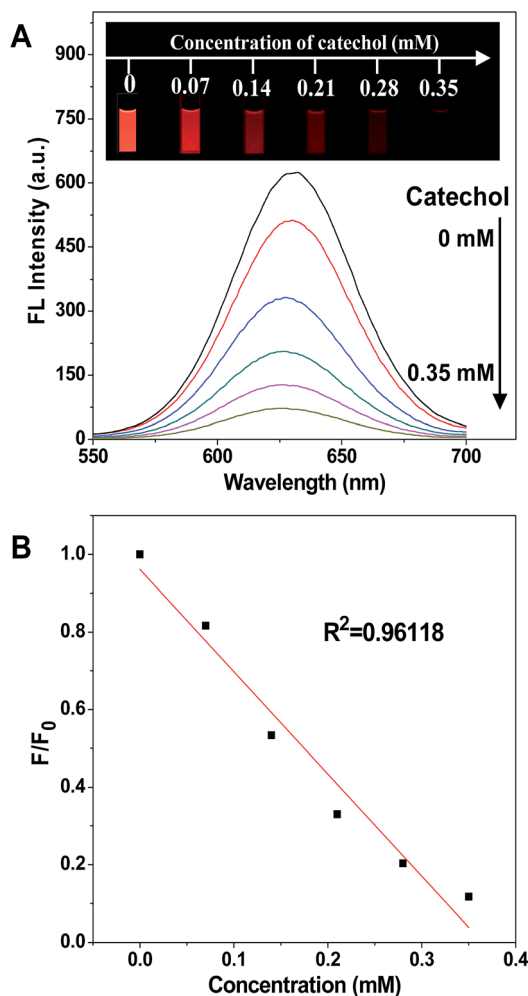 A
Concentration of catechol (mM)
0 0.07 0.14 0.21 0.28 0.35
900
750
600
450
300
150
0
FL Intensity (a.u.)
Catechol
0 mM
0.35 mM
550 600 650 700
Wavelength (nm)
B
1.0
0.8
0.6
0.4
0.2
0.0
F/F₀
R²=0.96118
0.0 0.1 0.2 0.3 0.4
Concentration (mM)